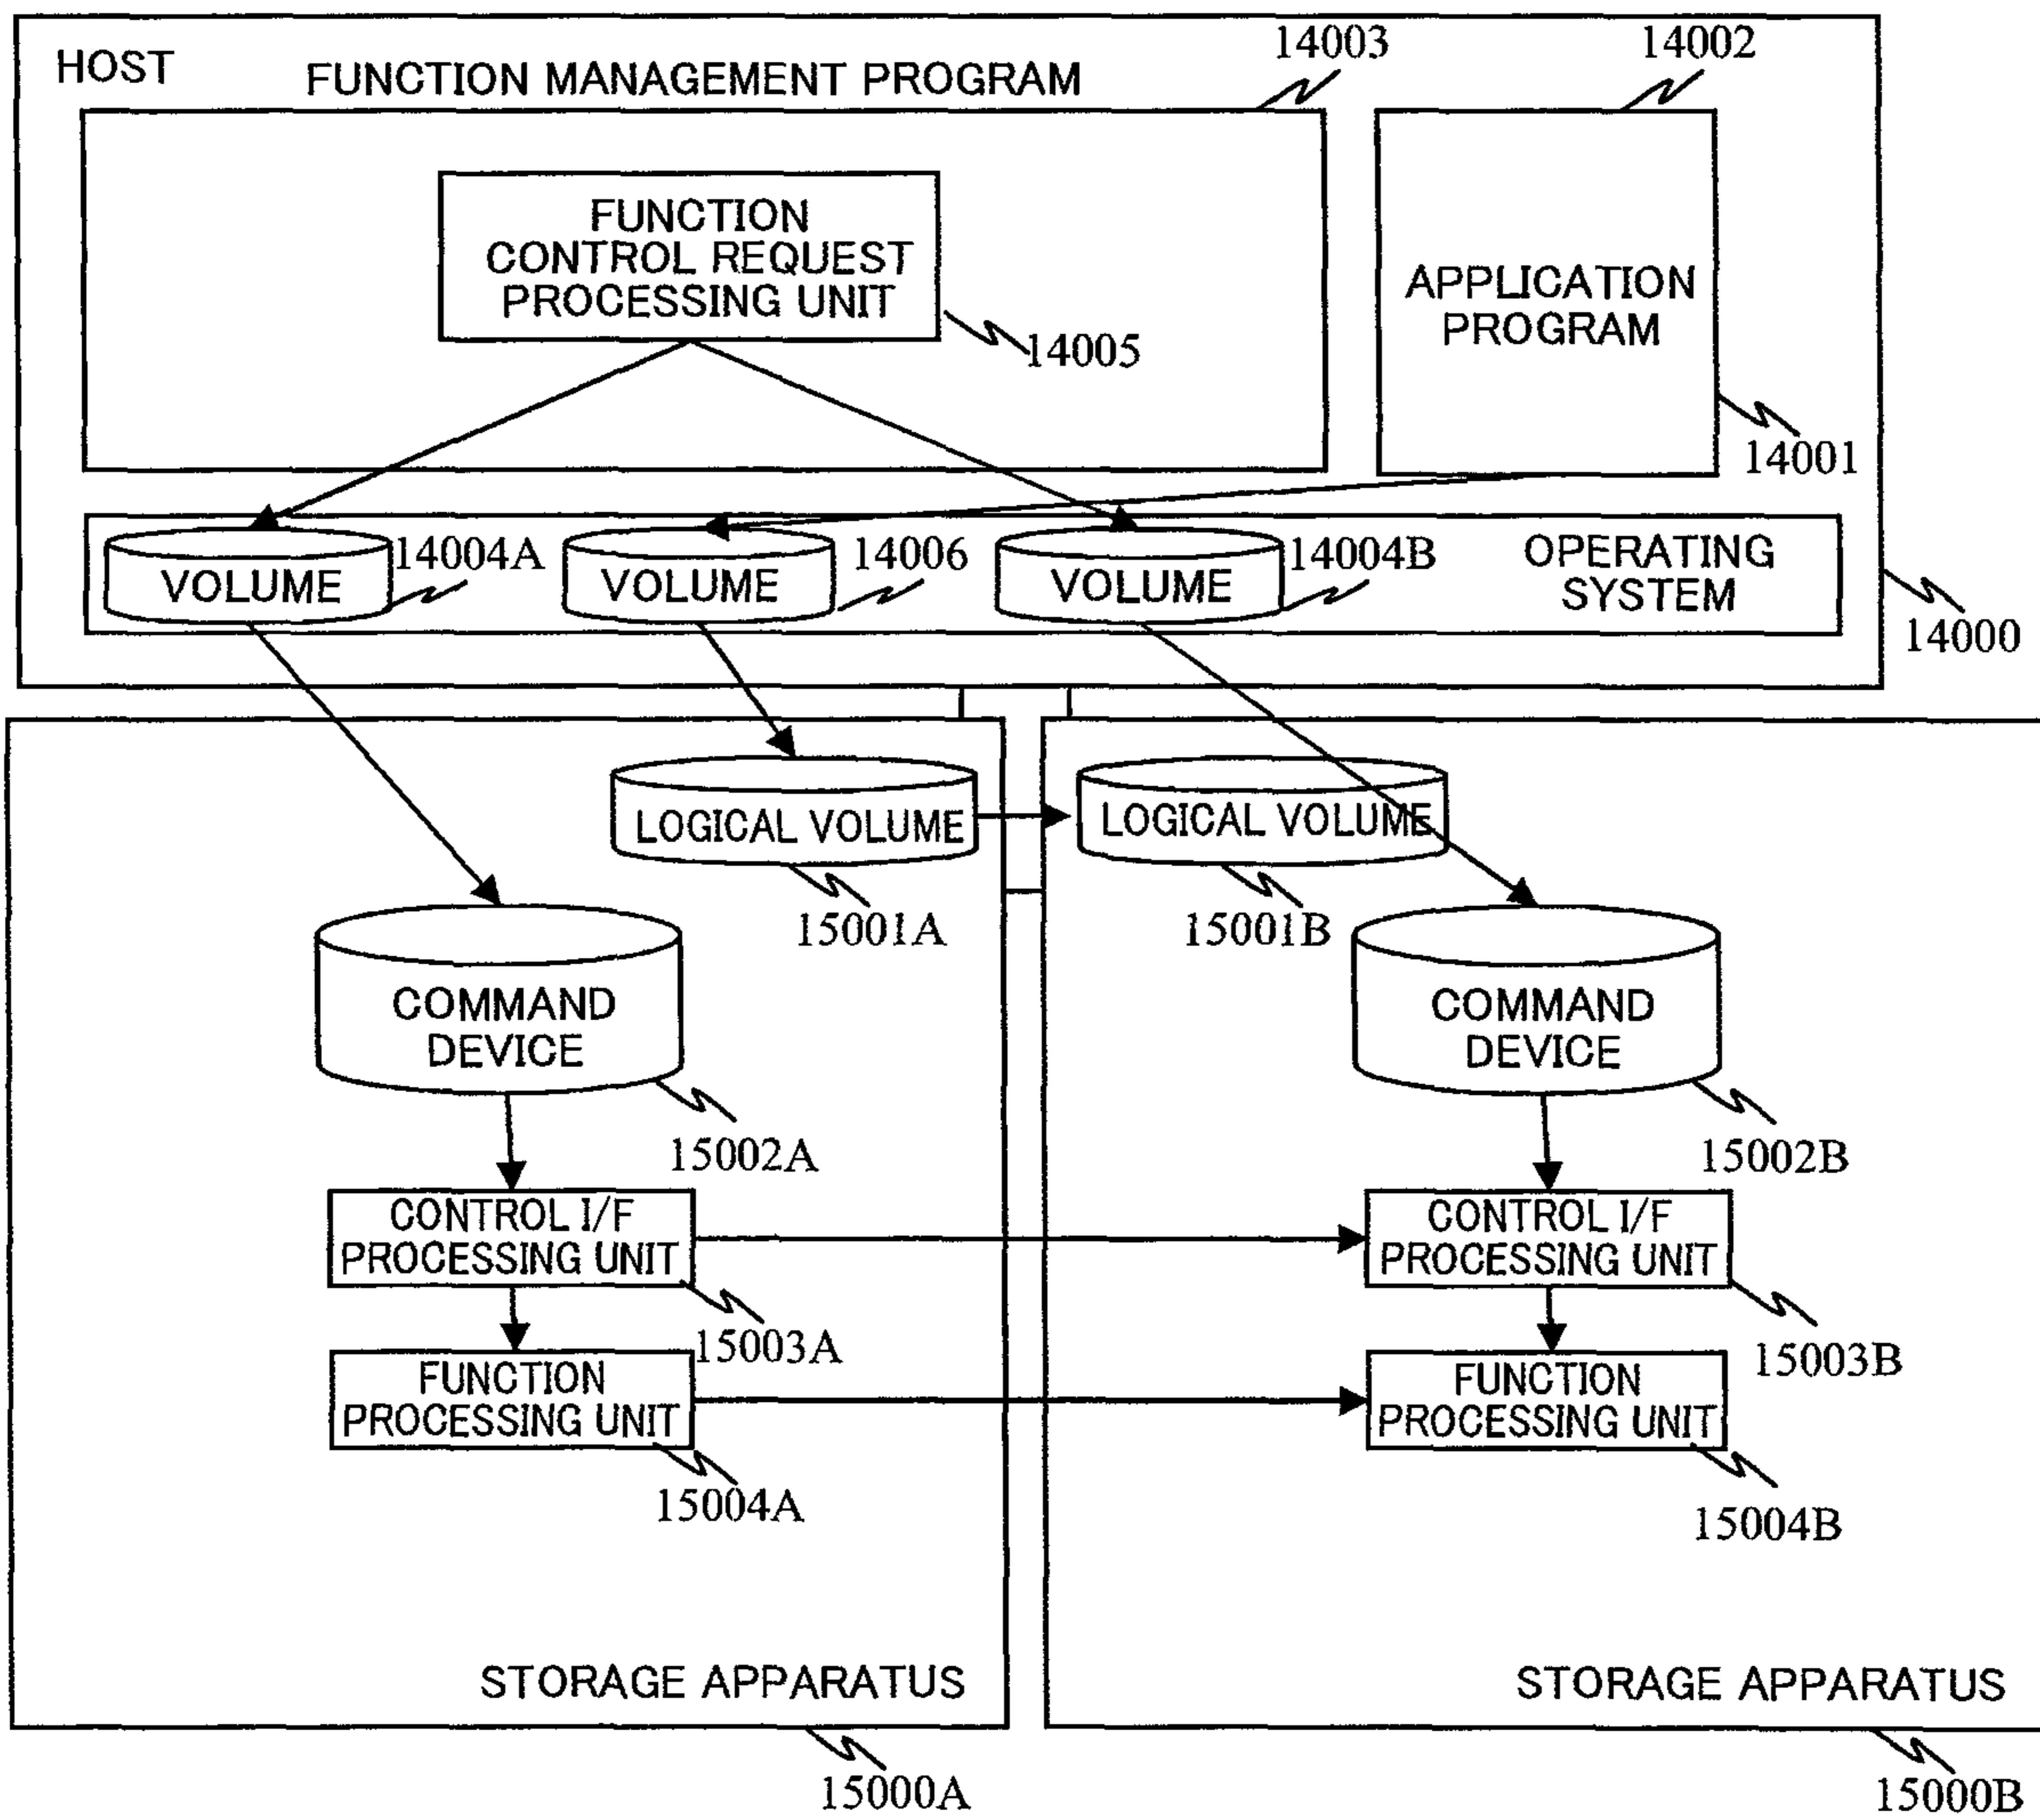 14003
14002
HOST
FUNCTION MANAGEMENT PROGRAM
FUNCTION
CONTROL REQUEST
PROCESSING UNIT
14005
APPLICATION
PROGRAM
14001
14004A
VOLUME
14006
VOLUME
14004B
VOLUME
OPERATING
SYSTEM
14000
LOGICAL VOLUME
LOGICAL VOLUME
15001A
15001B
COMMAND
DEVICE
COMMAND
DEVICE
15002A
15002B
CONTROL I/F
PROCESSING UNIT
CONTROL I/F
PROCESSING UNIT
15003A
15003B
FUNCTION
PROCESSING UNIT
FUNCTION
PROCESSING UNIT
15004A
15004B
STORAGE APPARATUS
STORAGE APPARATUS
15000A
15000B